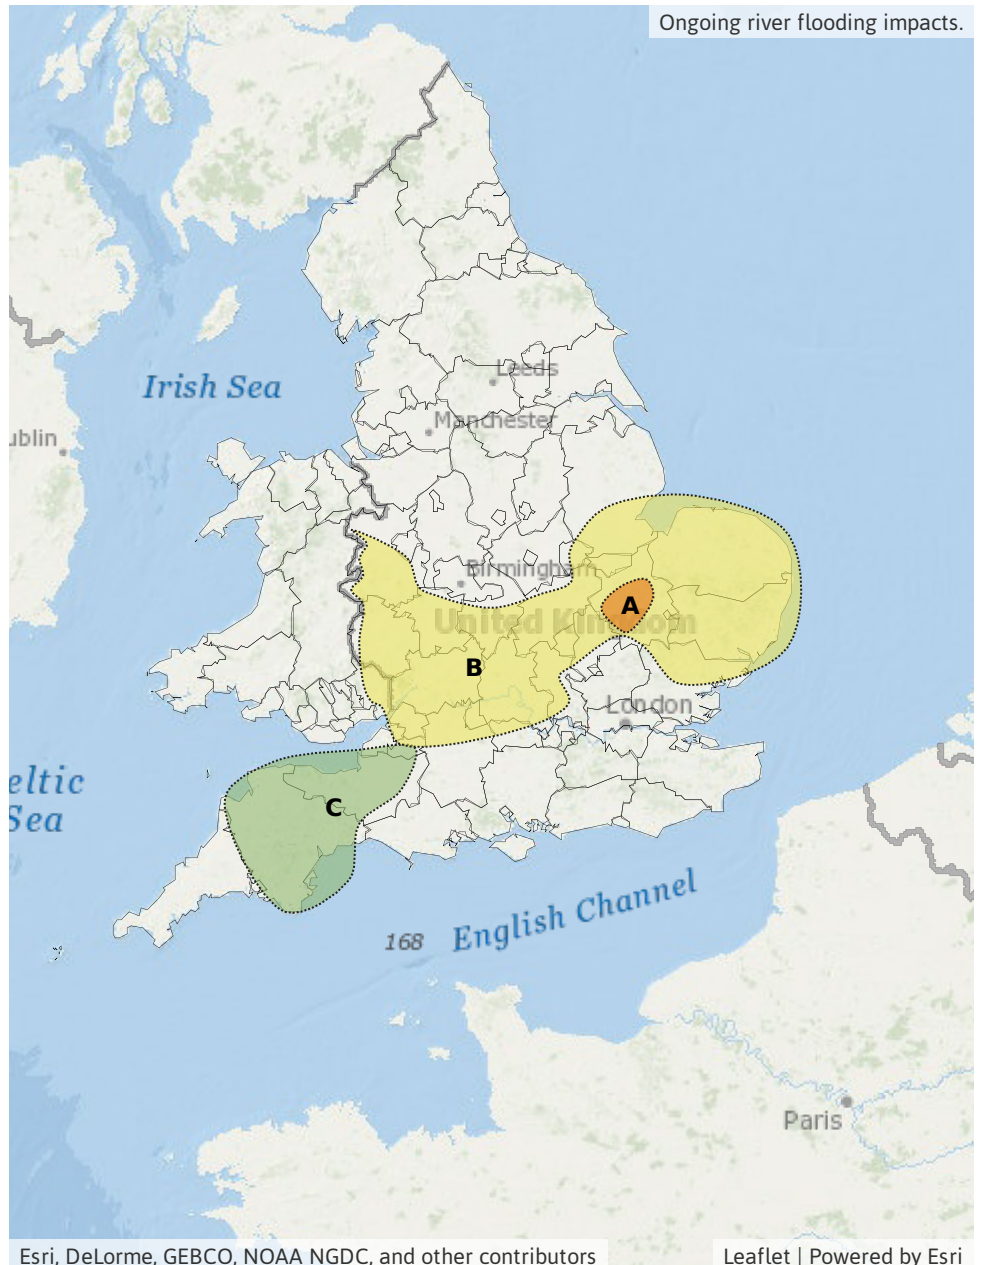 Ongoing river flooding impacts.
Leeds
Irish Sea
Manchester
ublin
Birmingham
A
United Kingdom
B
London
eltic
Sea
C
English Channel
168
Paris
Esri, DeLorme, GEBCO, NOAA NGDC, and other contributors
Leaflet | Powered by Esri